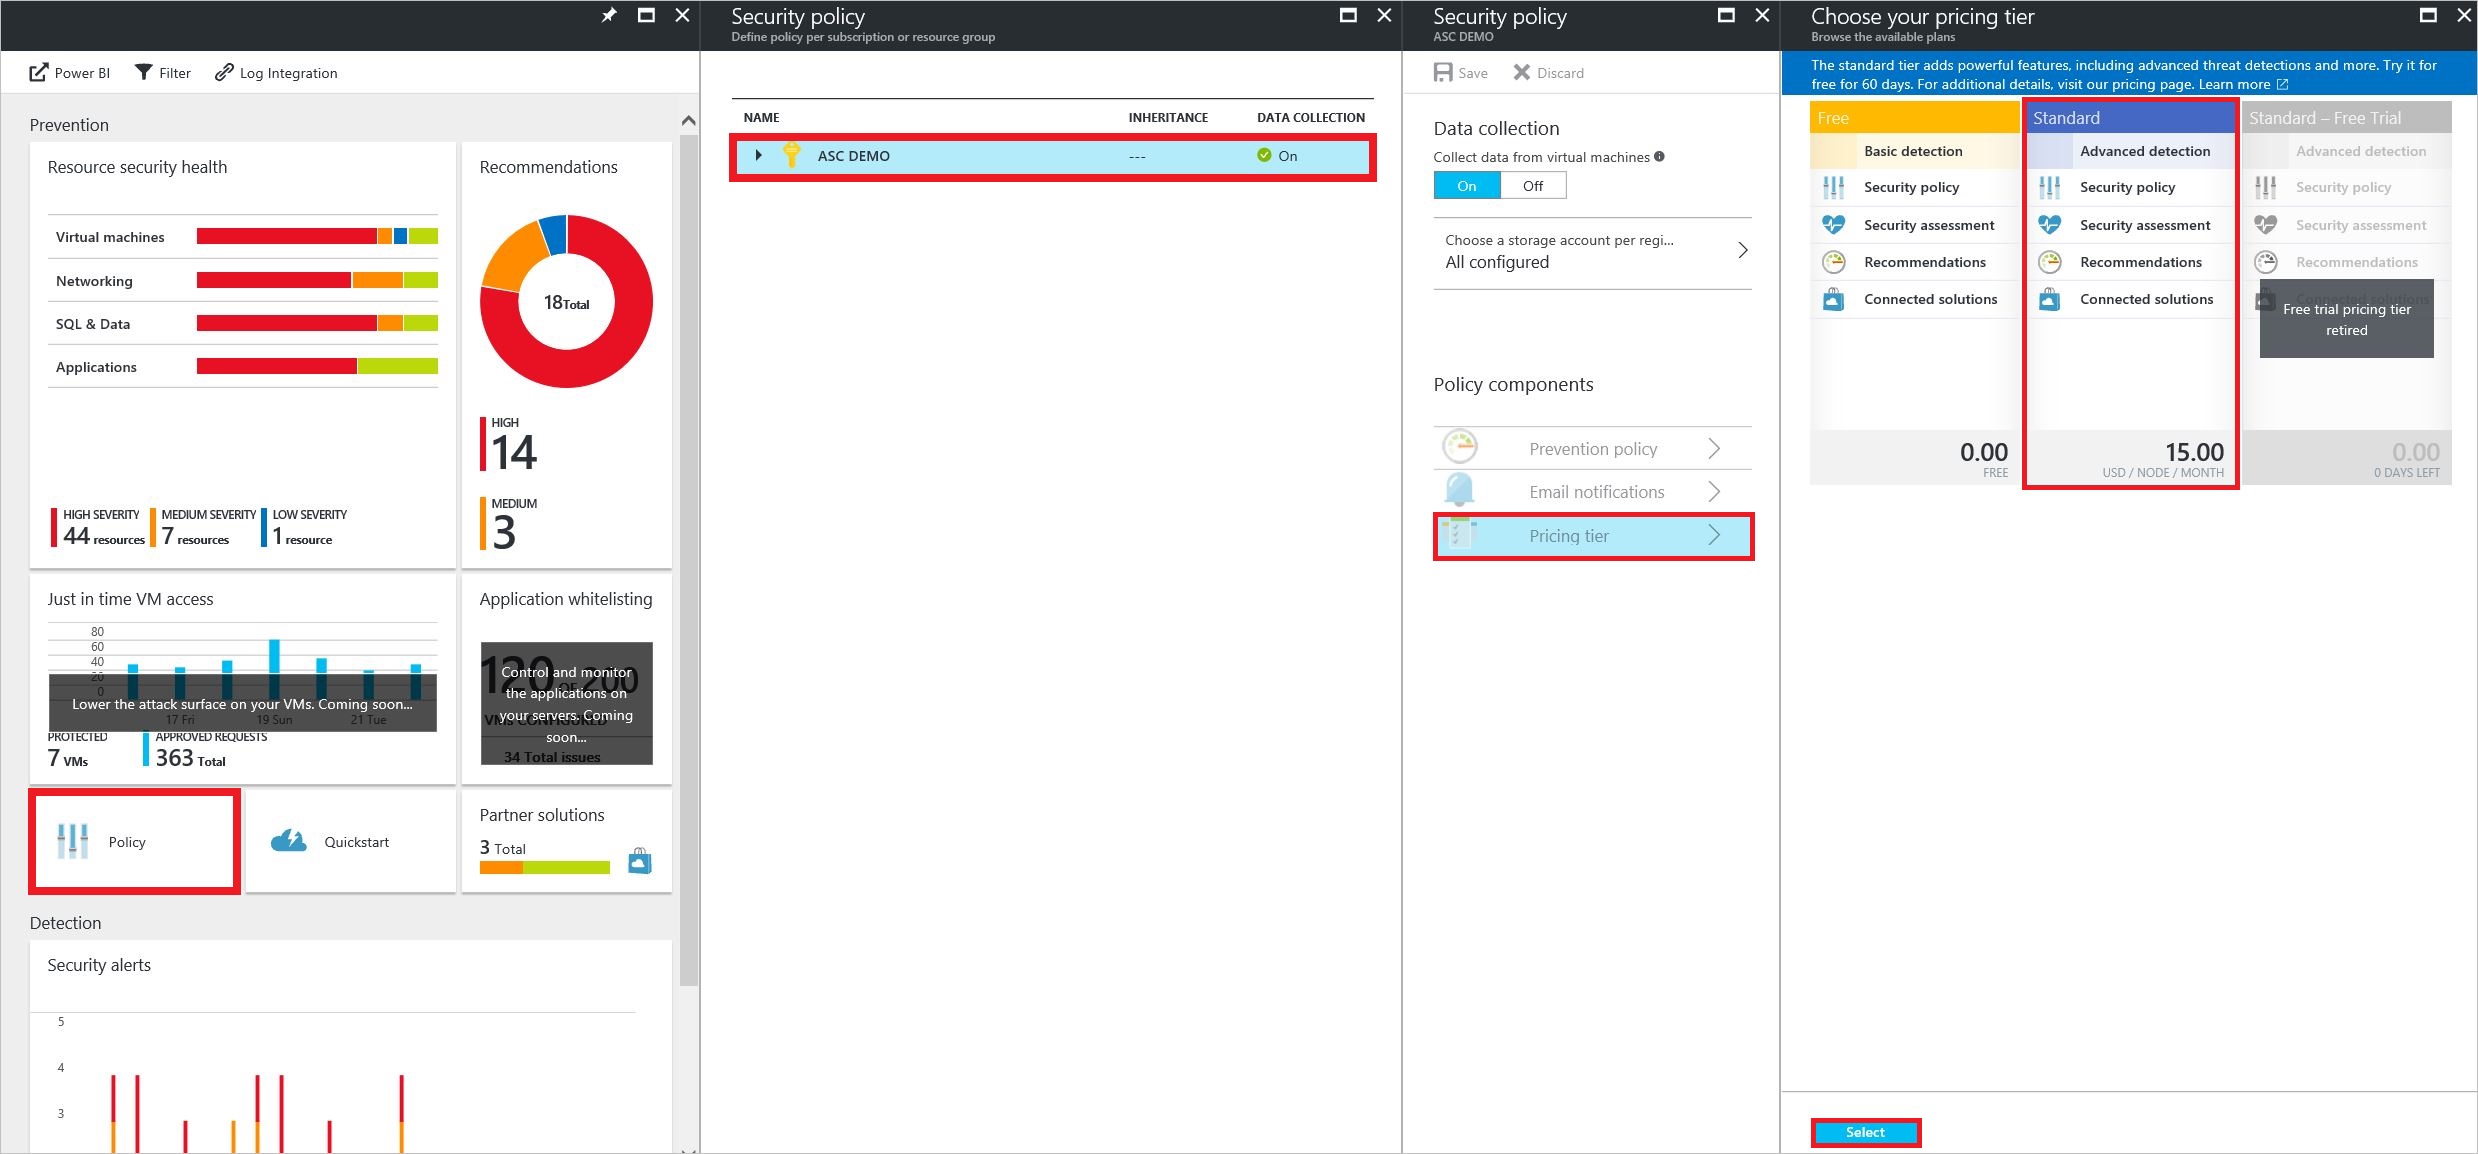 Power BI
Filter
Log Integration
Prevention
Resource security health
Virtual machines
Networking
SQL & Data
Applications
HIGH SEVERITY
44 resources
MEDIUM SEVERITY
7 resources
LOW SEVERITY
1 resource
Recommendations
18 Total
HIGH
14
MEDIUM
3
Just in time VM access
80
60
40
20
0
Lower the attack surface on your VMs. Coming soon...
17 Fri
19 Sun
21 Tue
PROTECTED
7 VMs
APPROVED REQUESTS
363 Total
Application whitelisting
120 OF 200
VMs CONFIGURED
34 Total issues
Control and monitor
the applications on
your servers. Coming
soon...
Policy
Quickstart
Partner solutions
3 Total
Detection
Security alerts
5
4
3
Security policy
Define policy per subscription or resource group
NAME
INHERITANCE
DATA COLLECTION
ASC DEMO
---
On
Security policy
ASC DEMO
Save
Discard
Data collection
Collect data from virtual machines
On
Off
Choose a storage account per regi...
All configured
Policy components
Prevention policy
Email notifications
Pricing tier
Choose your pricing tier
Browse the available plans
The standard tier adds powerful features, including advanced threat detections and more. Try it for
free for 60 days. For additional details, visit our pricing page. Learn more
Free
Basic detection
Security policy
Security assessment
Recommendations
Connected solutions
0.00
FREE
Standard
Advanced detection
Security policy
Security assessment
Recommendations
Connected solutions
15.00
USD / NODE / MONTH
Standard – Free Trial
Advanced detection
Security policy
Security assessment
Recommendations
Connected solutions
Free trial pricing tier
retired
0.00
0 DAYS LEFT
Select